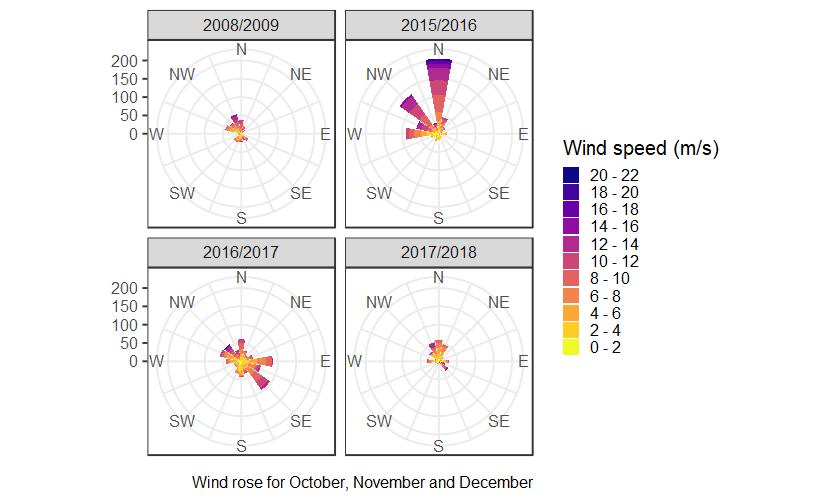 2008/2009
2015/2016
N
NE
E
SE
S
SW
W
NW
N
NE
E
SE
S
SW
W
NW
200
150
100
50
0
2016/2017
2017/2018
N
NE
E
SE
S
SW
W
NW
N
NE
E
SE
S
SW
W
NW
200
150
100
50
0
Wind speed (m/s)
20 - 22
18 - 20
16 - 18
14 - 16
12 - 14
10 - 12
8 - 10
6 - 8
4 - 6
2 - 4
0 - 2
Wind rose for October, November and December